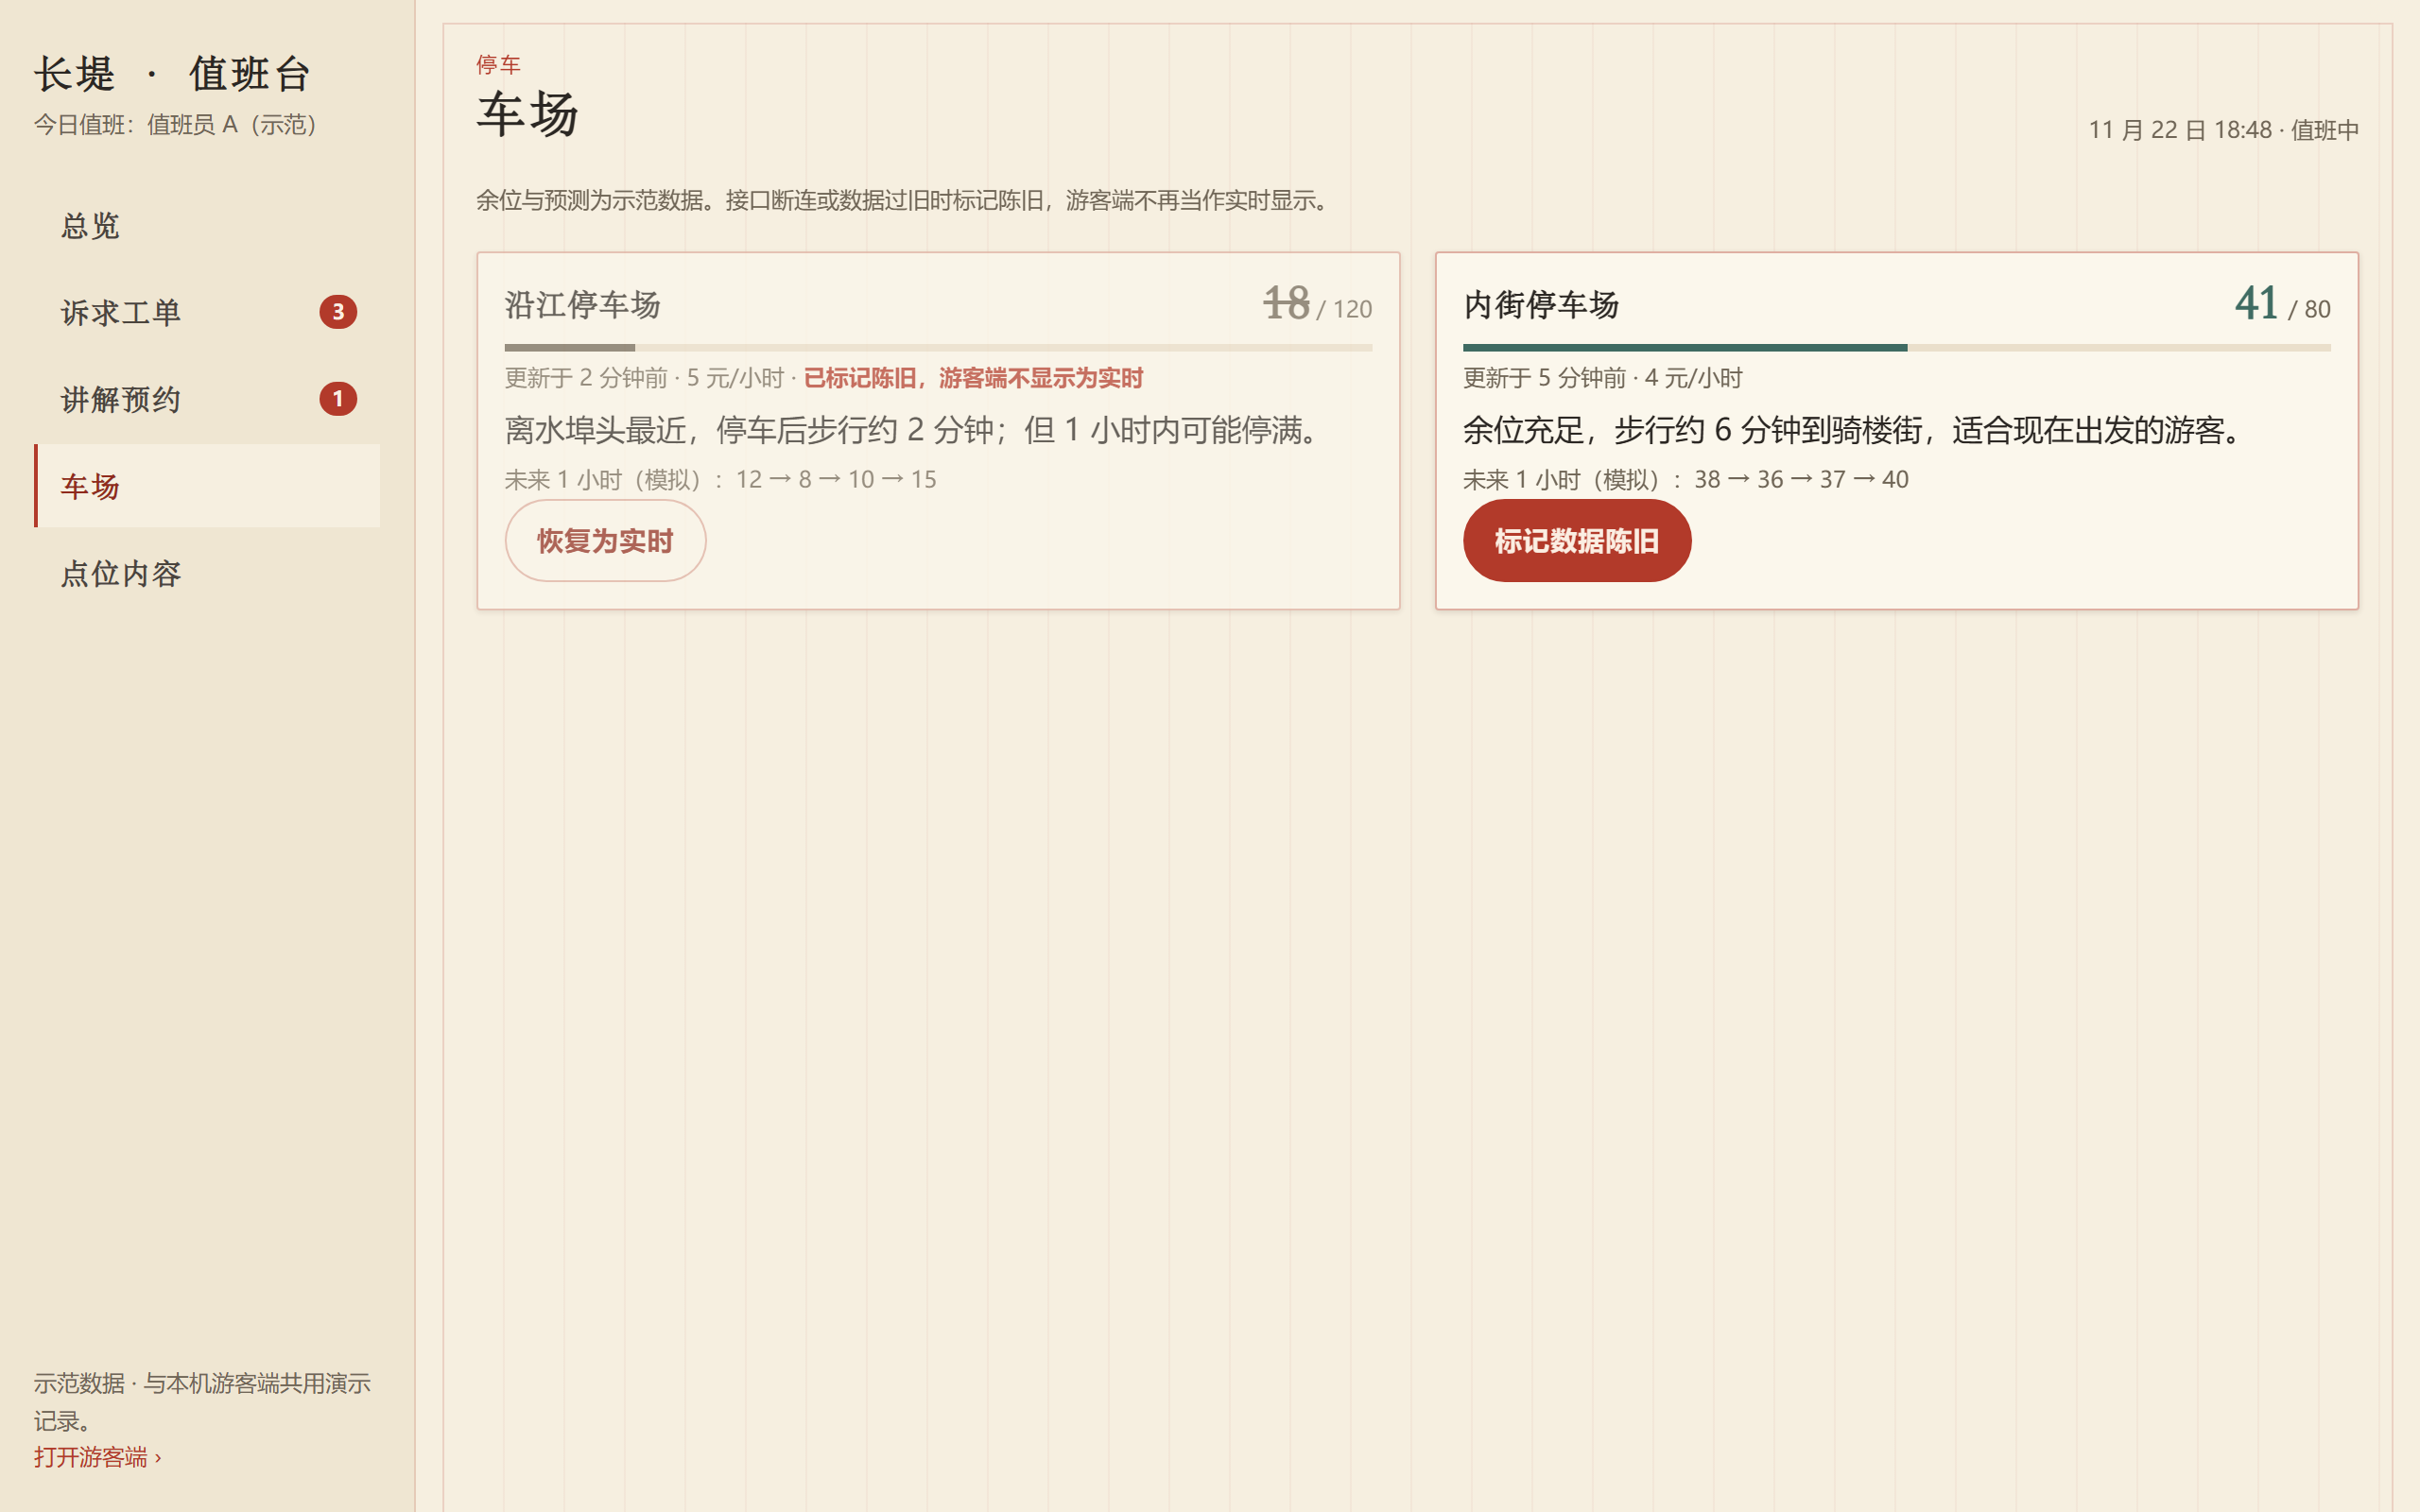 长堤 · 值班台
今日值班：值班员 A（示范）
总览
诉求工单 3
讲解预约 1
车场
点位内容
示范数据 · 与本机游客端共用演示
记录。
打开游客端 ›
停车
车场
11 月 22 日 18:48 · 值班中
余位与预测为示范数据。接口断连或数据过旧时标记陈旧，游客端不再当作实时显示。
沿江停车场 18 / 120
更新于 2 分钟前 · 5 元/小时 · 已标记陈旧，游客端不显示为实时
离水埠头最近，停车后步行约 2 分钟；但 1 小时内可能停满。
未来 1 小时（模拟）：12 → 8 → 10 → 15
恢复为实时
内街停车场 41 / 80
更新于 5 分钟前 · 4 元/小时
余位充足，步行约 6 分钟到骑楼街，适合现在出发的游客。
未来 1 小时（模拟）：38 → 36 → 37 → 40
标记数据陈旧